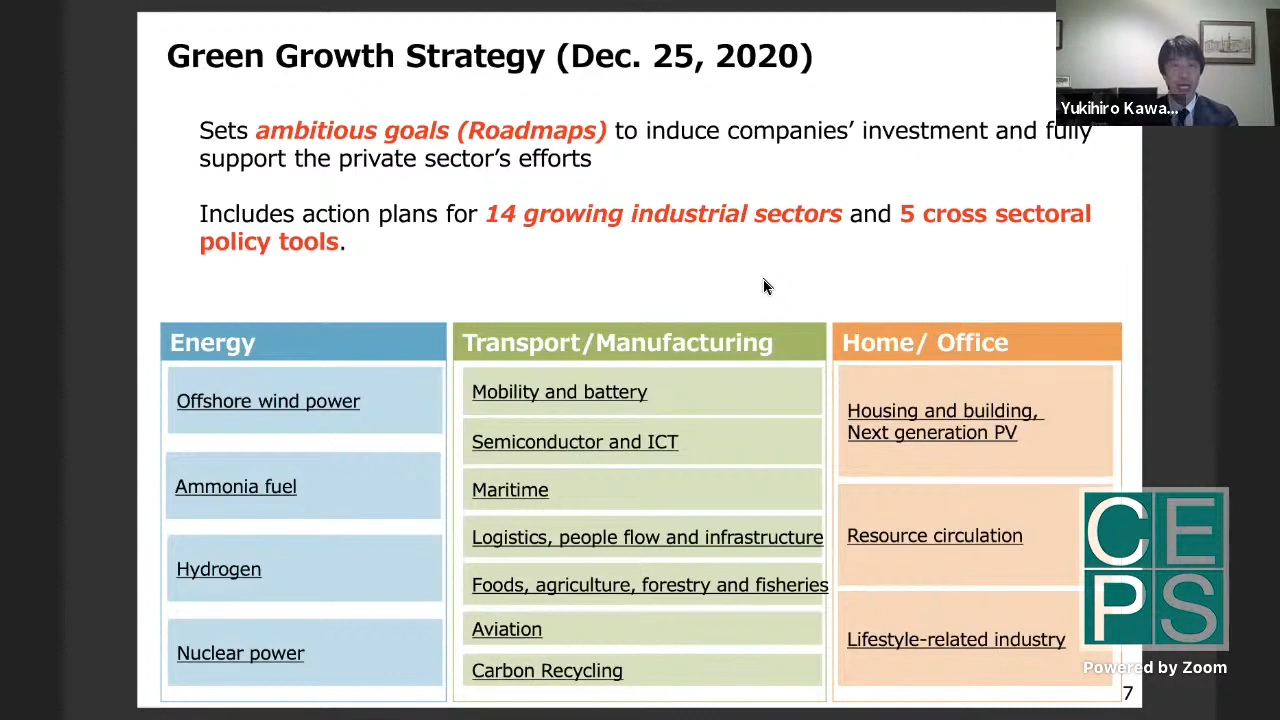 Green Growth Strategy (Dec. 25, 2020)
Yukihiro Kawa...
Sets ambitious goals (Roadmaps) to induce companies’ investment and fully
support the private sector’s efforts
Includes action plans for 14 growing industrial sectors and 5 cross sectoral
policy tools.
Energy
Offshore wind power
Ammonia fuel
Hydrogen
Nuclear power
Transport/Manufacturing
Mobility and battery
Semiconductor and ICT
Maritime
Logistics, people flow and infrastructure
Foods, agriculture, forestry and fisheries
Aviation
Carbon Recycling
Home/ Office
Housing and building,
Next generation PV
Resource circulation
Lifestyle-related industry
CE
PS
Powered by Zoom
7